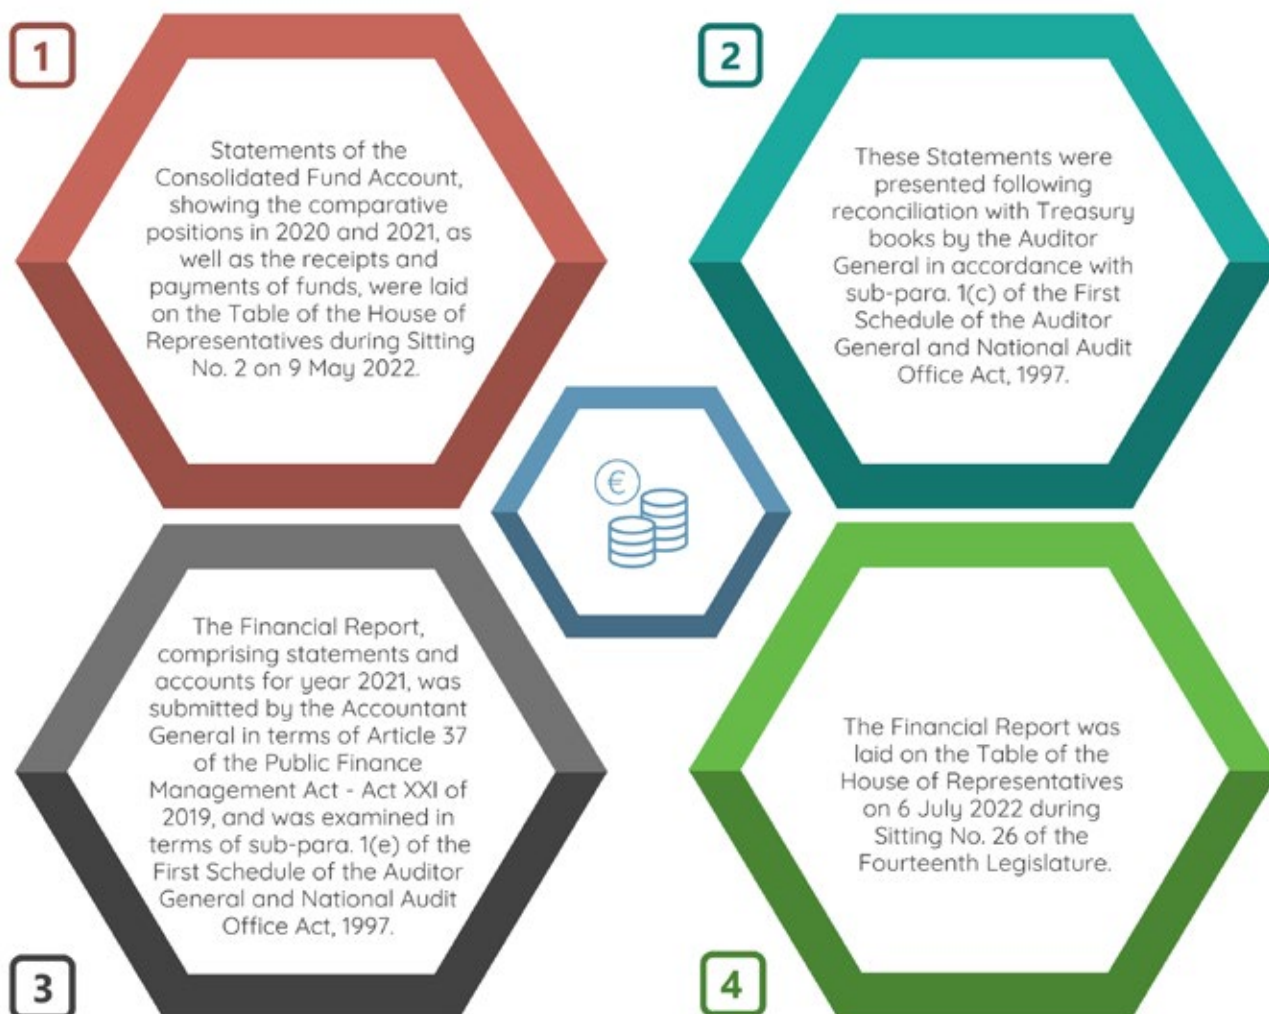 1
Statements of the
Consolidated Fund Account,
showing the comparative
positions in 2020 and 2021, as
well as the receipts and
payments of funds, were laid
on the Table of the House of
Representatives during Sitting
No. 2 on 9 May 2022.
2
These Statements were
presented following
reconciliation with Treasury
books by the Auditor
General in accordance with
sub-para. 1(c) of the First
Schedule of the Auditor
General and National Audit
Office Act, 1997.
€
3
The Financial Report,
comprising statements and
accounts for year 2021, was
submitted by the Accountant
General in terms of Article 37
of the Public Finance
Management Act - Act XXI of
2019, and was examined in
terms of sub-para. 1(e) of the
First Schedule of the Auditor
General and National Audit
Office Act, 1997.
4
The Financial Report was
laid on the Table of the
House of Representatives
on 6 July 2022 during
Sitting No. 26 of the
Fourteenth Legislature.